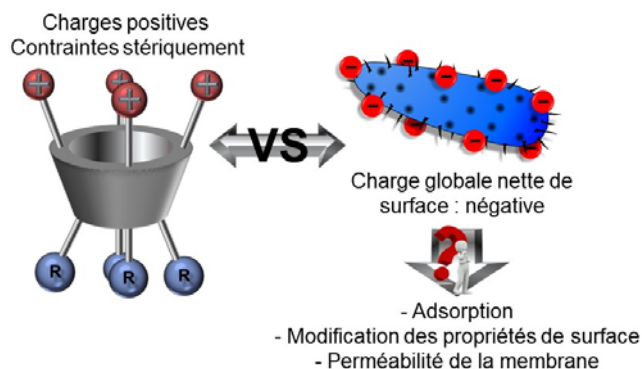 Charges positives
Contraintes stériquement
R
R
R
R
VS
Charge globale nette de
surface : négative
?
- Adsorption
- Modification des propriétés de surface
- Perméabilité de la membrane